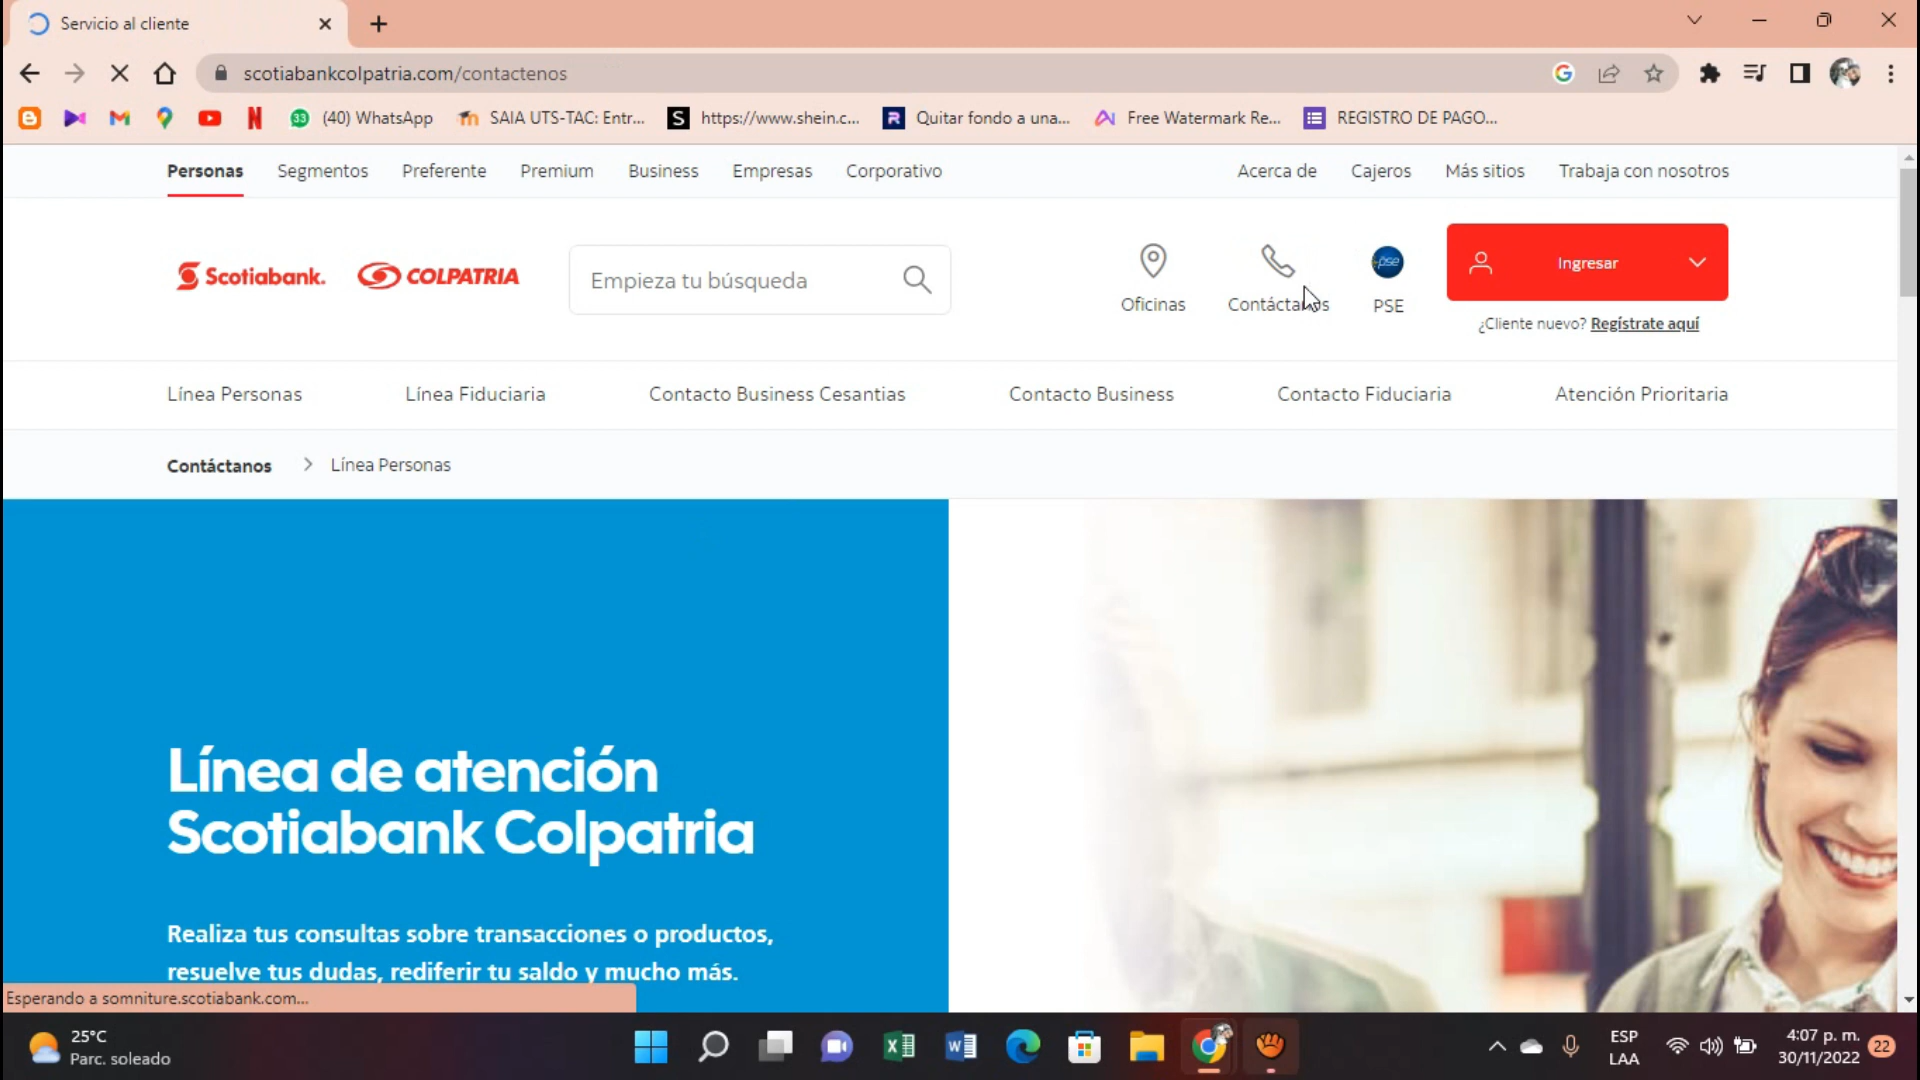 Servicio al cliente
scotiabankcolpatria.com/contactenos
33 (40) WhatsApp SAIA UTS-TAC: Entr... S https://www.shein.c... R Quitar fondo a una... Free Watermark Re... REGISTRO DE PAGO...
Personas Segmentos Preferente Premium Business Empresas Corporativo Acerca de Cajeros Más sitios Trabaja con nosotros
Scotiabank. COLPATRIA Empieza tu búsqueda pse Ingresar
Oficinas Contáctanos PSE
¿Cliente nuevo? Regístrate aquí
Línea Personas Línea Fiduciaria Contacto Business Cesantias Contacto Business Contacto Fiduciaria Atención Prioritaria
Contáctanos > Línea Personas
Línea de atención
Scotiabank Colpatria
Realiza tus consultas sobre transacciones o productos,
resuelve tus dudas, rediferir tu saldo y mucho más.
Esperando a somniture.scotiabank.com...
25°C
Parc. soleado
ESP
LAA
4:07 p. m.
30/11/2022
22